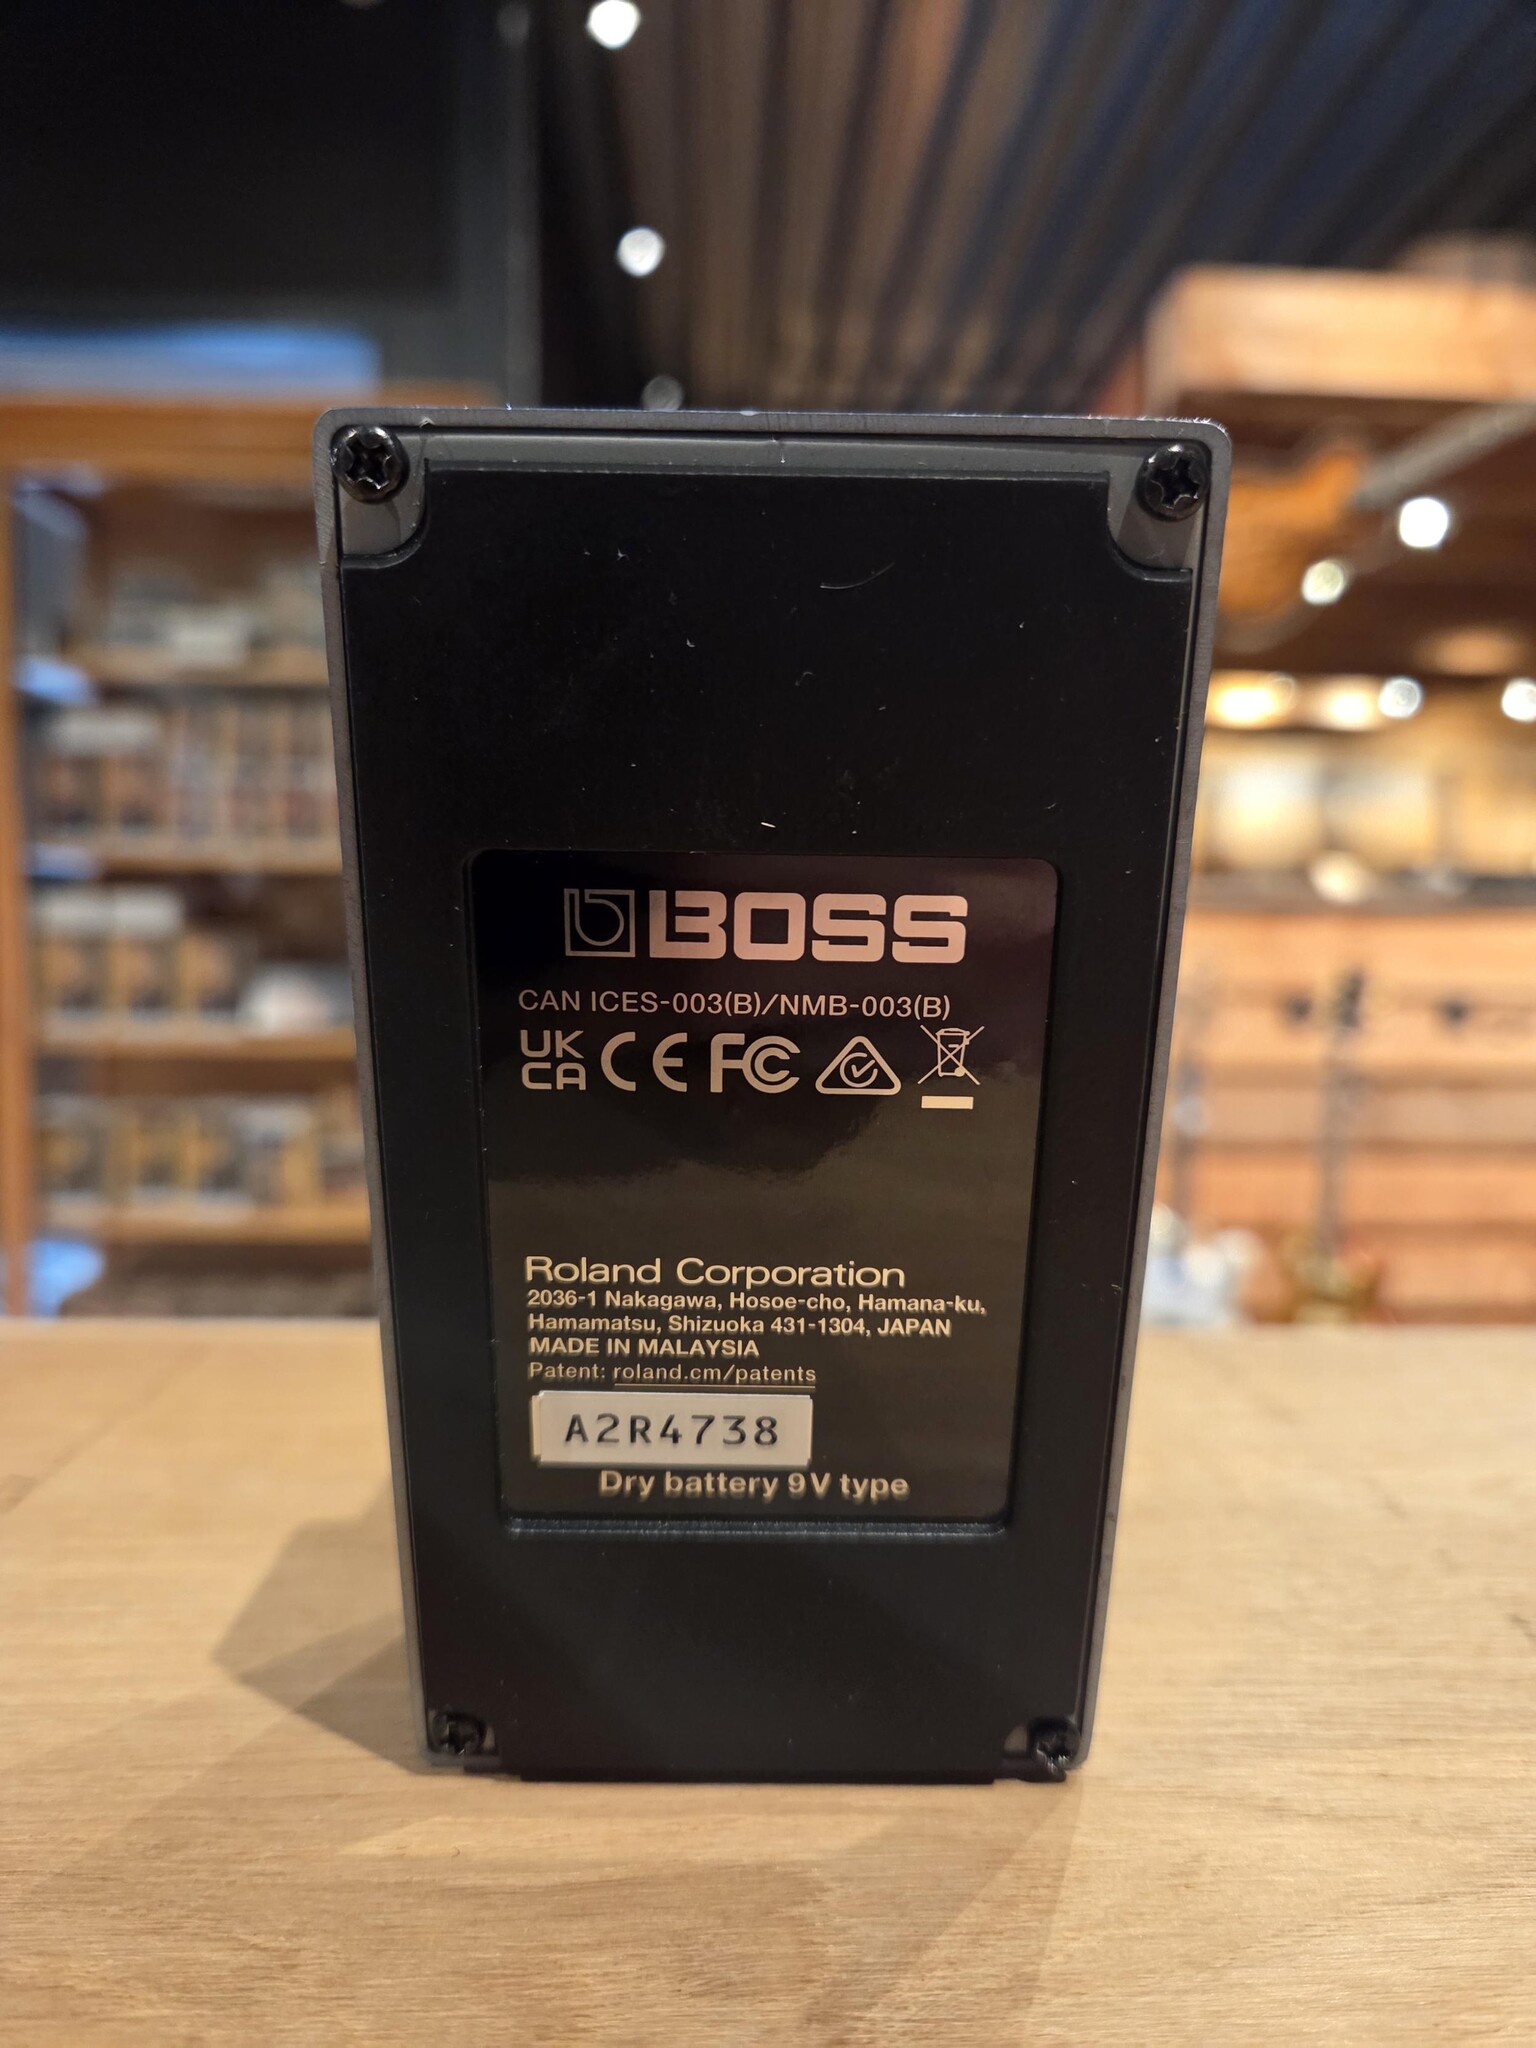 BOSS
CAN ICES-003(B)/NMB-003(B)
UK CA CE FC
Roland Corporation
2036-1 Nakagawa, Hosoe-cho, Hamana-ku,
Hamamatsu, Shizuoka 431-1304, JAPAN
MADE IN MALAYSIA
Patent: roland.cm/patents
A2R4738
Dry battery 9V type